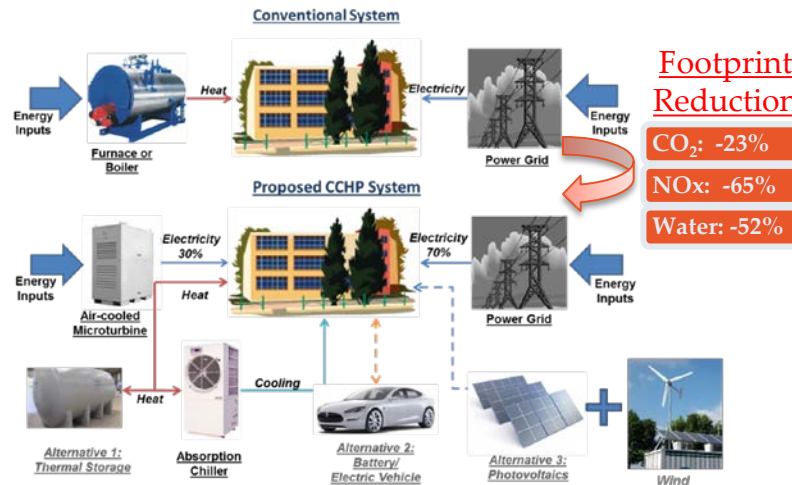 Conventional System
Energy
Inputs
Heat
Furnace or
Boiler
Electricity
Power Grid
Energy
Inputs
Footprint
Reduction
CO₂: -23%
NOx: -65%
Water: -52%
Proposed CCHP System
Energy
Inputs
Electricity
30%
Heat
Air-cooled
Microturbine
Electricity
70%
Power Grid
Energy
Inputs
Heat
Cooling
Alternative 1:
Thermal Storage
Absorption
Chiller
Alternative 2:
Battery/
Electric Vehicle
Alternative 3:
Photovoltaics
Wind